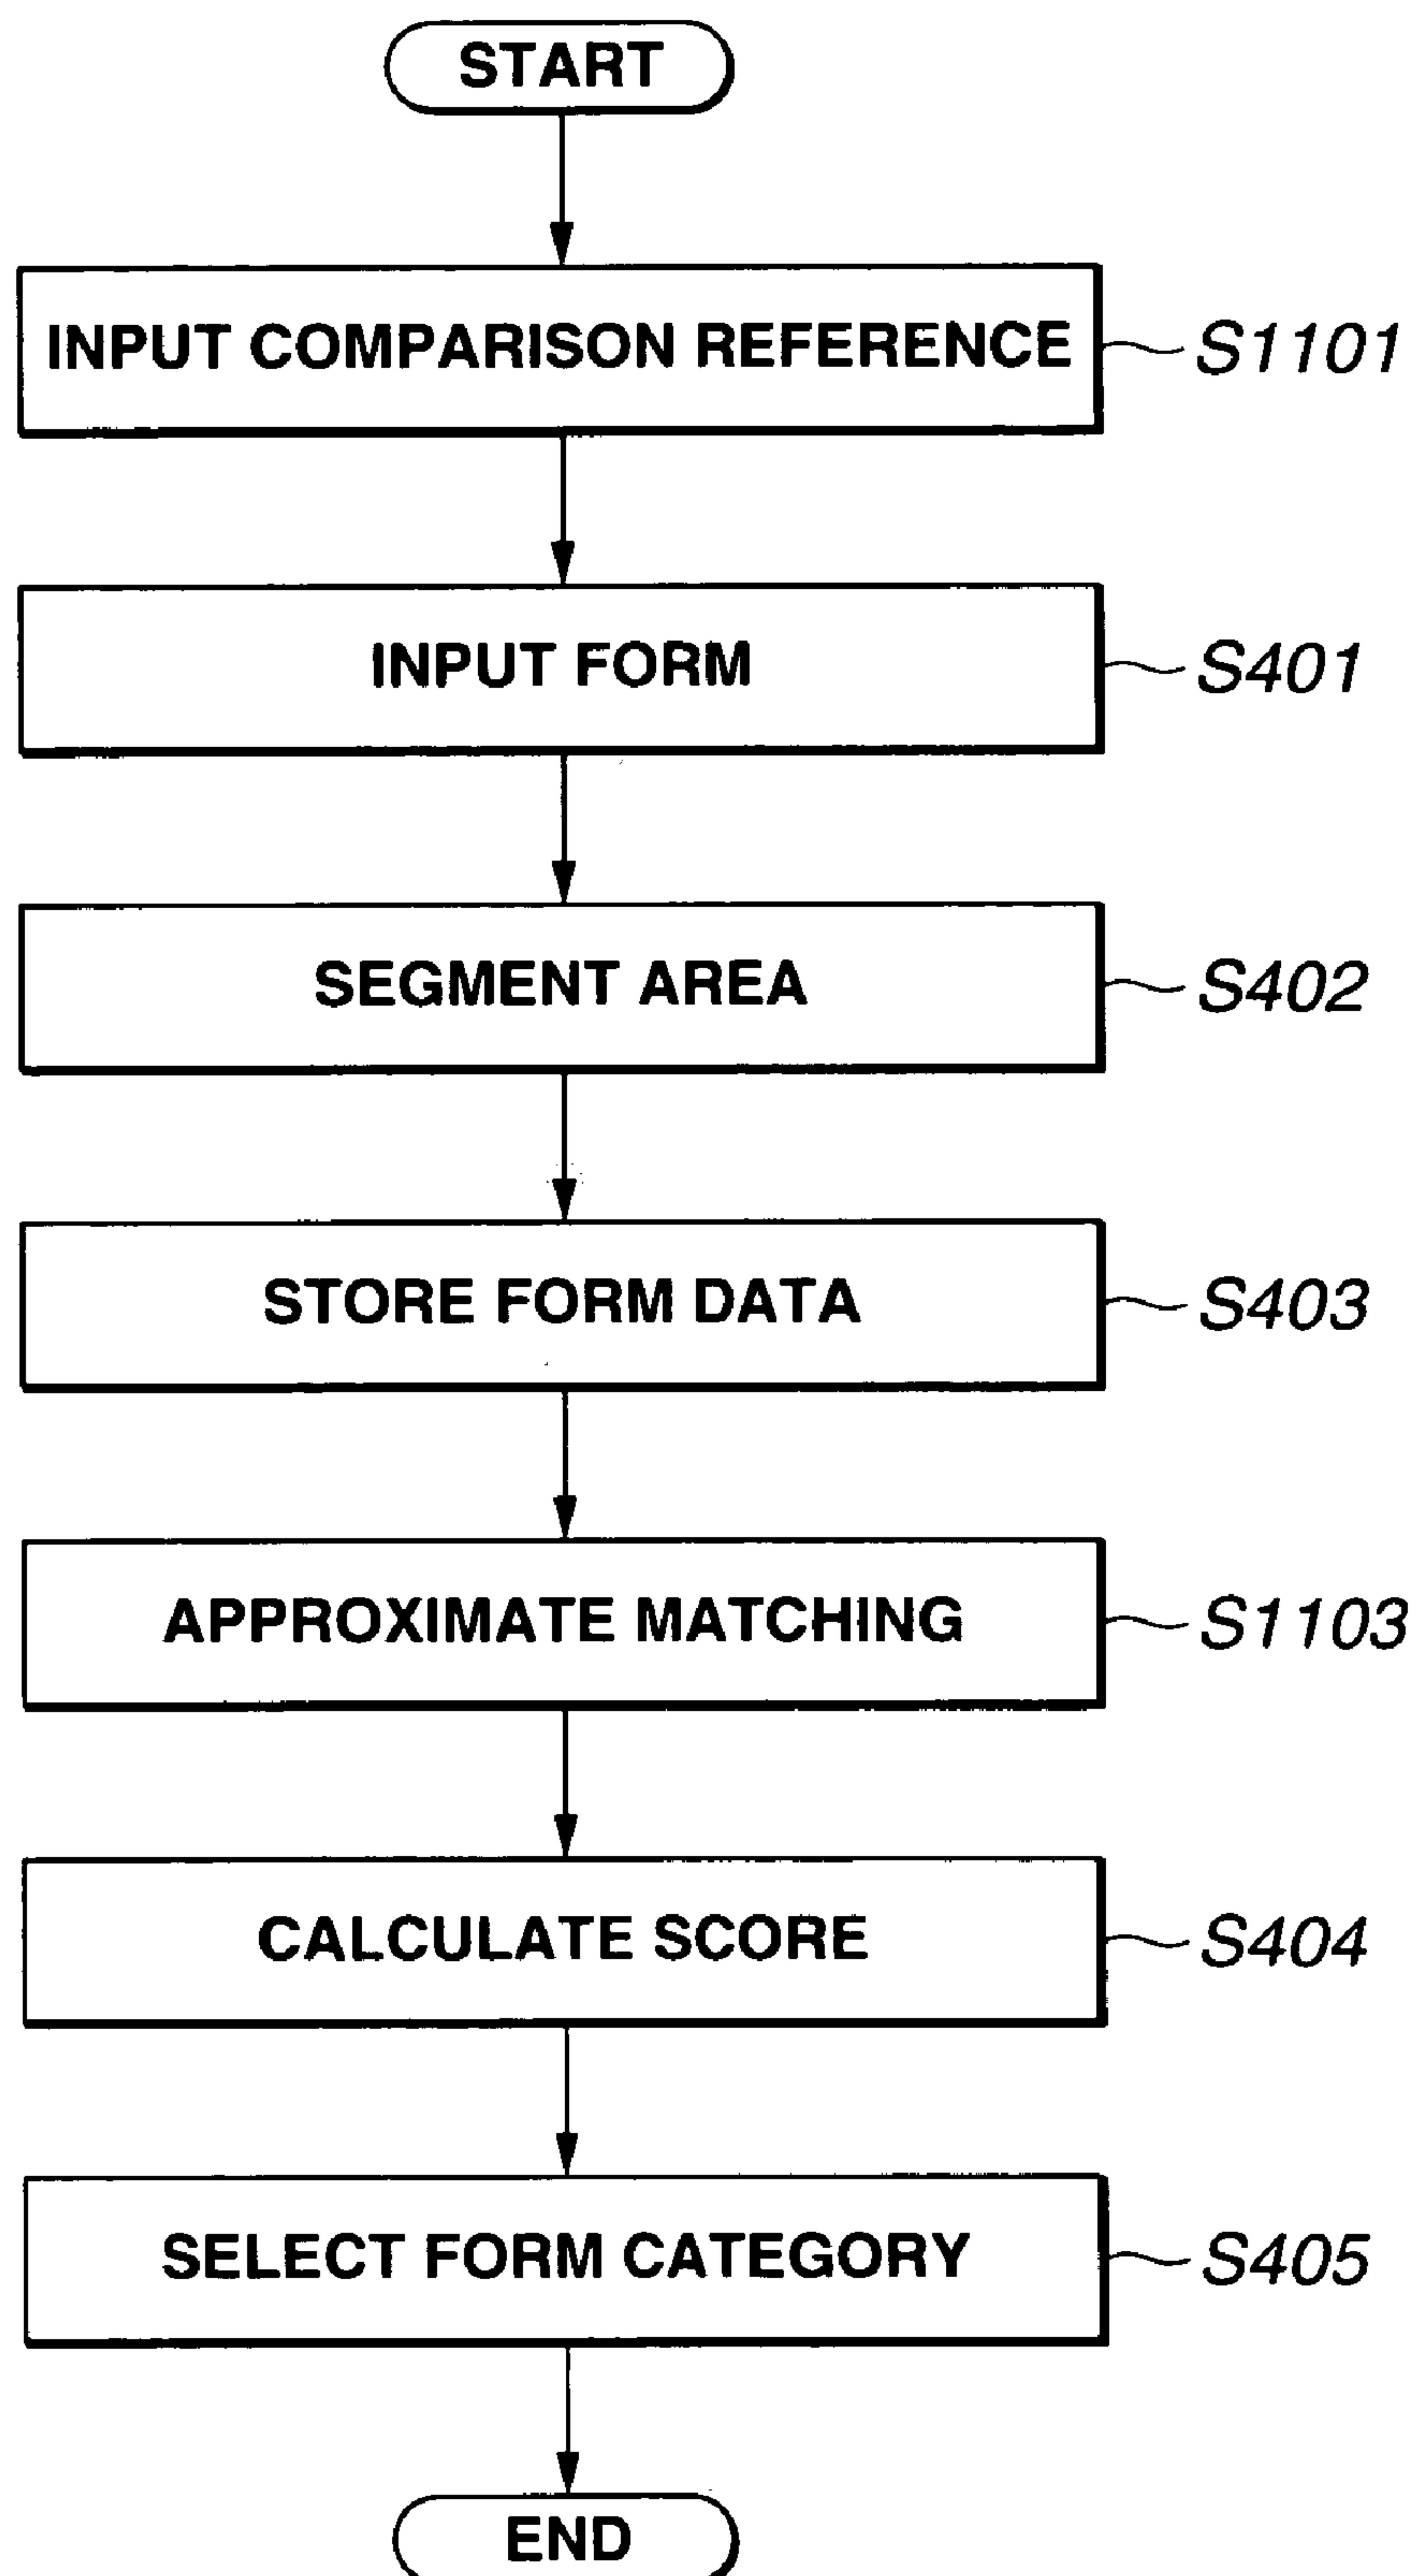 START
INPUT COMPARISON REFERENCE S1101
INPUT FORM S401
SEGMENT AREA S402
STORE FORM DATA S403
APPROXIMATE MATCHING S1103
CALCULATE SCORE S404
SELECT FORM CATEGORY S405
END